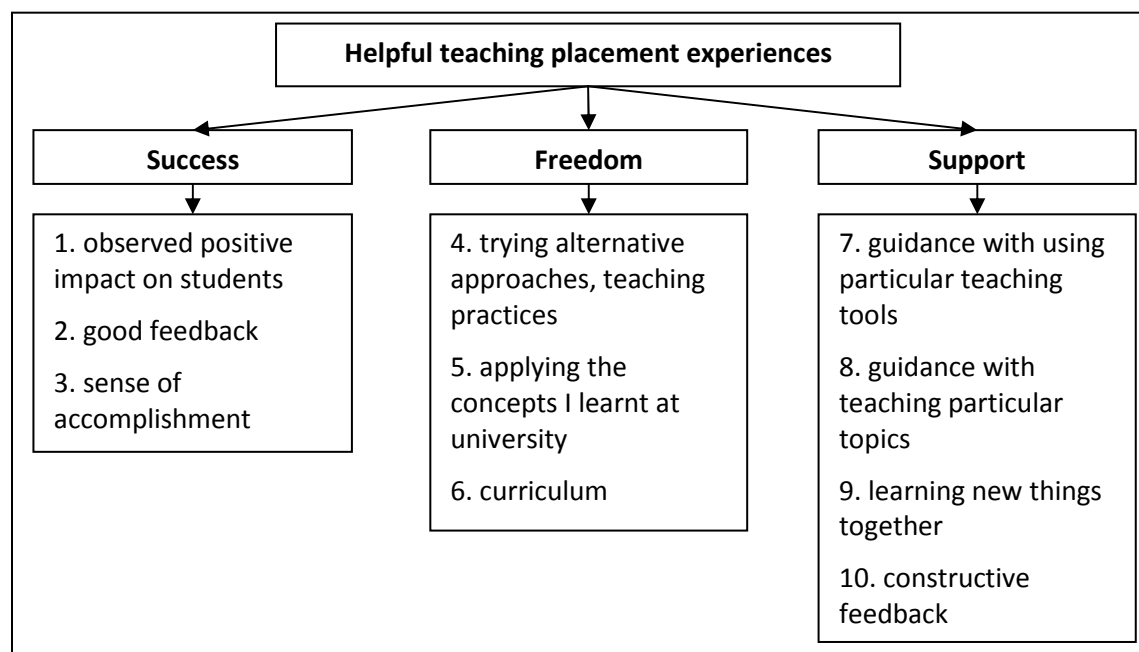 Helpful teaching placement experiences
Success
Freedom
Support
1. observed positive
impact on students
2. good feedback
3. sense of
accomplishment
4. trying alternative
approaches, teaching
practices
5. applying the
concepts I learnt at
university
6. curriculum
7. guidance with using
particular teaching
tools
8. guidance with
teaching particular
topics
9. learning new things
together
10. constructive
feedback